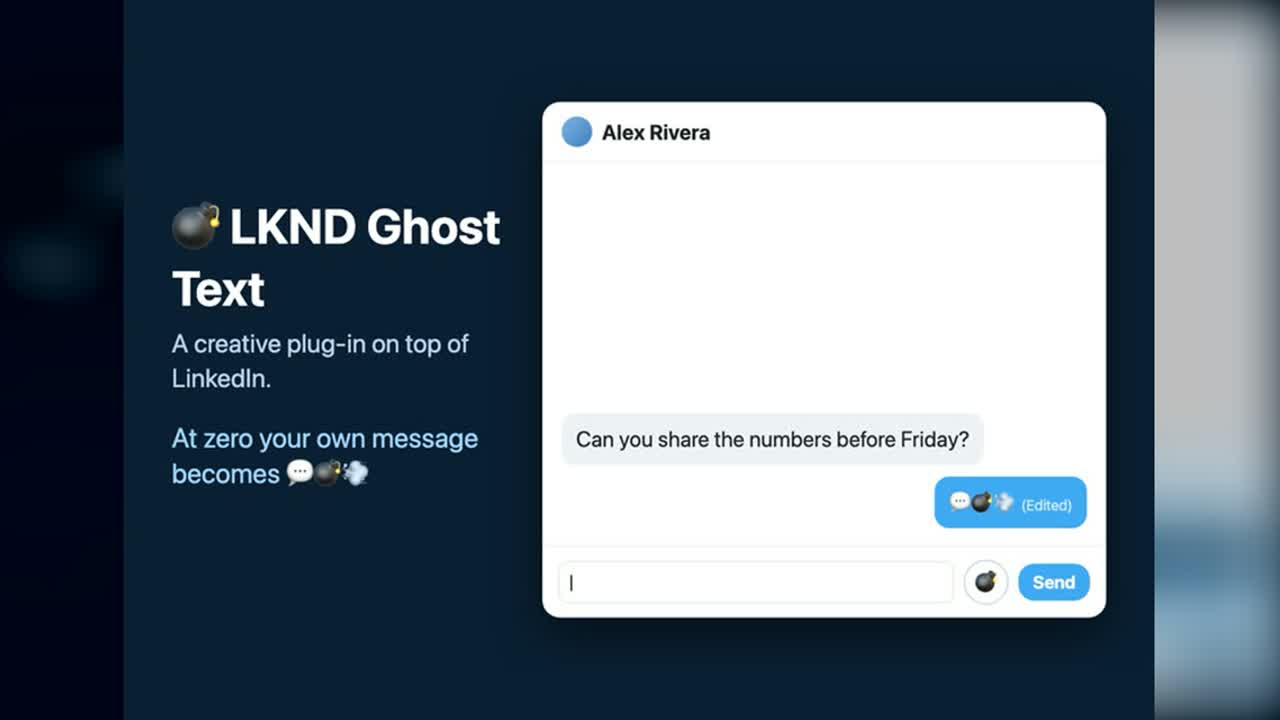 💣 LKND Ghost
Text
A creative plug-in on top of
LinkedIn.
At zero your own message
becomes 💬💣💨
Alex Rivera
Can you share the numbers before Friday?
💬💣💨 (Edited)
💣 Send